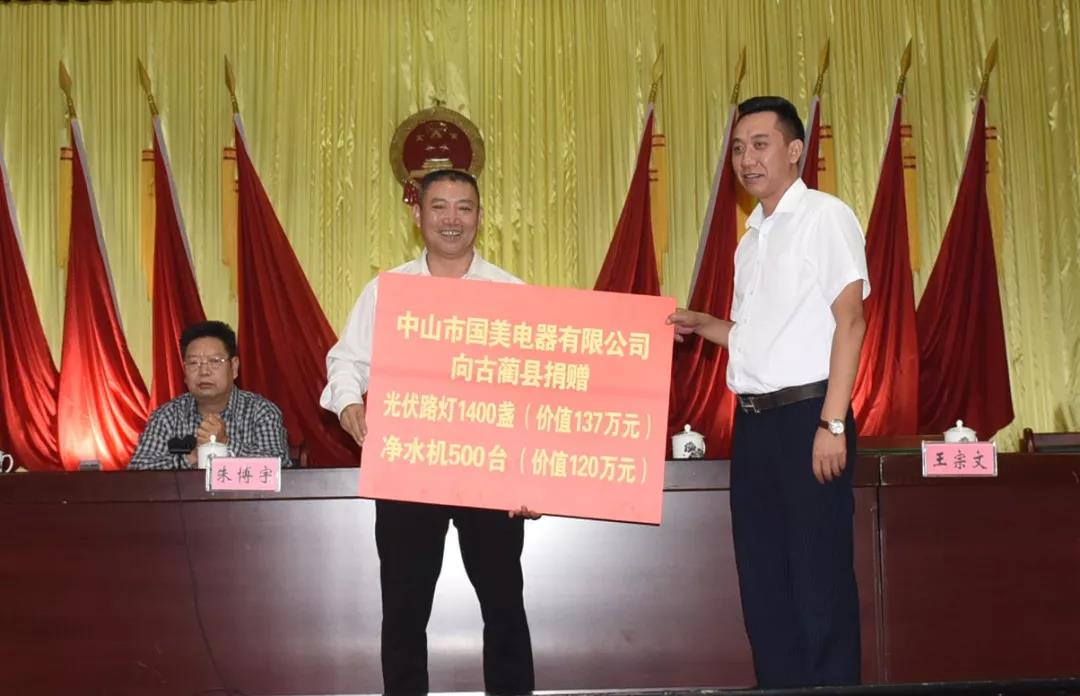 中山市国美电器有限公司
向古蔺县捐赠
光伏路灯1400盏（价值137万元）
净水机500台（价值120万元）
朱博宇
王宗文